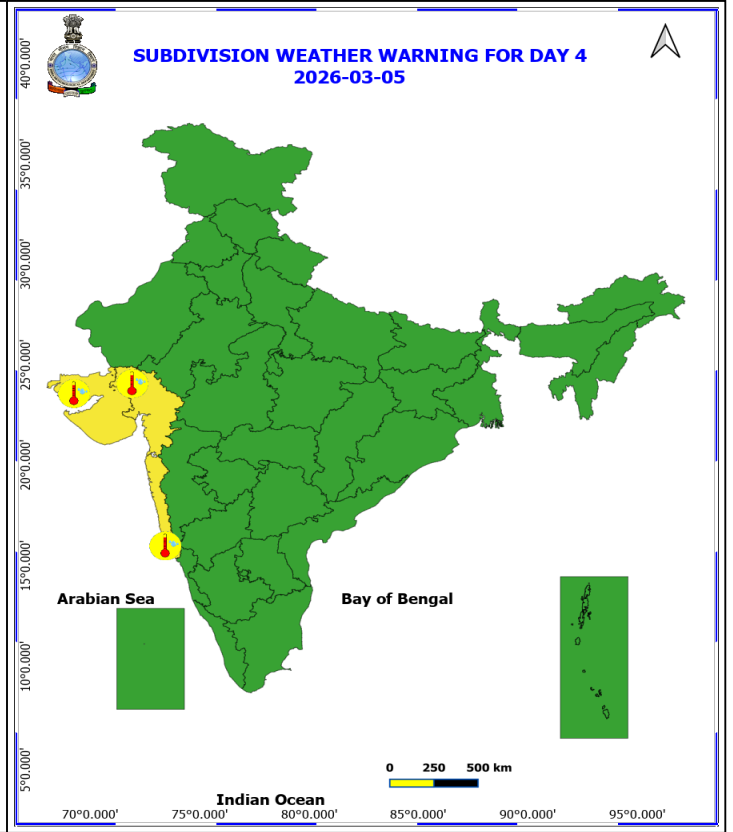 SUBDIVISION WEATHER WARNING FOR DAY 4
2026-03-05
40°0.000'
35°0.000'
30°0.000'
25°0.000'
20°0.000'
15°0.000'
10°0.000'
5°0.000'
Arabian Sea
Bay of Bengal
0 250 500 km
Indian Ocean
70°0.000' 75°0.000' 80°0.000' 85°0.000' 90°0.000' 95°0.000'